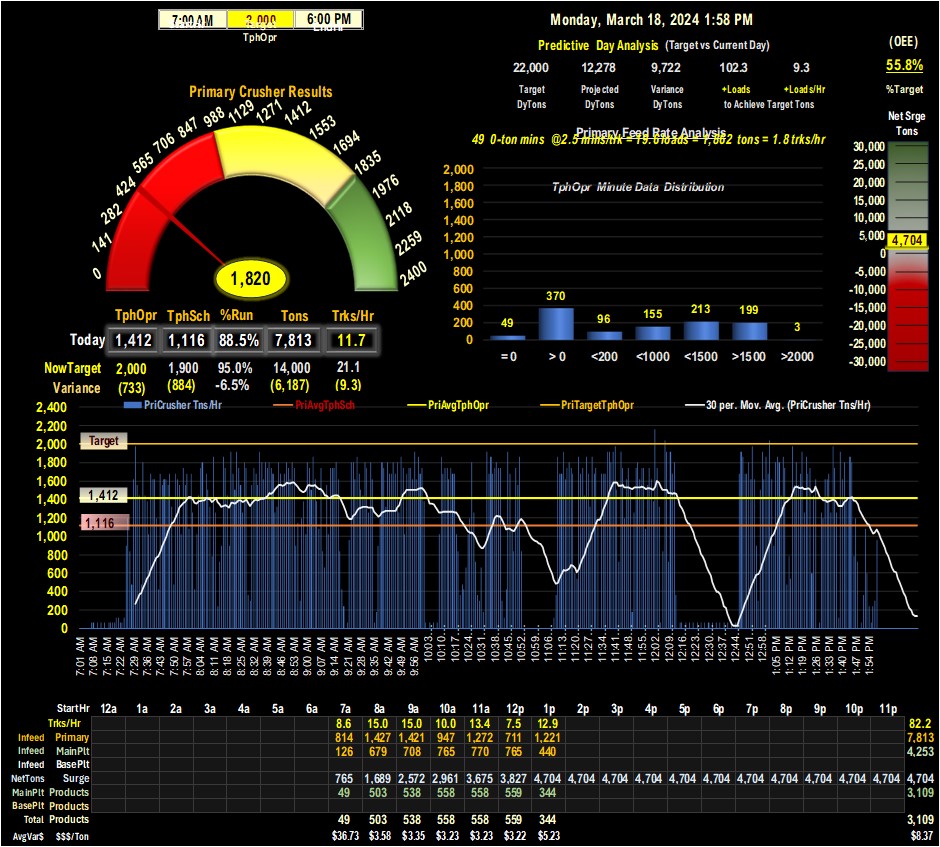 7:00 AM 2,000 6:00 PM
TphOpr
Monday, March 18, 2024 1:58 PM
Predictive Day Analysis (Target vs Current Day)
22,000 12,278 9,722 102.3 9.3
Target Projected Variance +Loads +Loads/Hr
DyTons DyTons DyTons to Achieve Target Tons
(OEE)
55.8%
%Target
Net Srge
Tons
30,000
25,000
20,000
15,000
10,000
5,000
4,704
0
-5,000
-10,000
-15,000
-20,000
-25,000
-30,000
Primary Crusher Results
0 141 282 424 565 706 847 988 1129 1271 1412 1553 1694 1835 1976 2118 2259 2400
1,820
Primary Feed Rate Analysis
49 0-ton mins @2.5 mins/trk = 19.6 loads = 1,862 tons = 1.8 trks/hr
TphOpr Minute Data Distribution
2,000
1,800
1,600
1,400
1,200
1,000
800
600
400
200
0
49 370 96 155 213 199 3
= 0 > 0 <200 <1000 <1500 >1500 >2000
TphOpr TphSch %Run Tons Trks/Hr
Today 1,412 1,116 88.5% 7,813 11.7
NowTarget 2,000 1,900 95.0% 14,000 21.1
Variance (733) (884) -6.5% (6,187) (9.3)
PriCrusher Tns/Hr PriAvgTphSch PriAvgTphOpr PriTargetTphOpr 30 per. Mov. Avg. (PriCrusher Tns/Hr)
2,400
2,200
2,000
1,800
1,600
1,400
1,200
1,000
800
600
400
200
0
Target
1,412
1,116
7:01 AM 7:08 AM 7:15 AM 7:22 AM 7:29 AM 7:36 AM 7:43 AM 7:50 AM 7:57 AM 8:04 AM 8:11 AM 8:18 AM 8:25 AM 8:32 AM 8:39 AM 8:46 AM 8:53 AM 9:00 AM 9:07 AM 9:14 AM 9:21 AM 9:28 AM 9:35 AM 9:42 AM 9:49 AM 9:56 AM 10:03… 10:10… 10:17… 10:24… 10:31… 10:38… 10:45… 10:52… 10:59… 11:06… 11:13… 11:20… 11:27… 11:34… 11:41… 11:48… 11:55… 12:02… 12:09… 12:16… 12:23… 12:30… 12:37… 12:44… 12:51… 12:58… 1:05 PM 1:12 PM 1:19 PM 1:26 PM 1:33 PM 1:40 PM 1:47 PM 1:54 PM
StartHr 12a 1a 2a 3a 4a 5a 6a 7a 8a 9a 10a 11a 12p 1p 2p 3p 4p 5p 6p 7p 8p 9p 10p 11p
Trks/Hr 8.6 15.0 15.0 10.0 13.4 7.5 12.9 82.2
Infeed Primary 814 1,427 1,421 947 1,272 711 1,221 7,813
Infeed MainPlt 126 679 708 765 770 765 440 4,253
Infeed BasePlt
NetTons Surge 765 1,689 2,572 2,961 3,675 3,827 4,704 4,704 4,704 4,704 4,704 4,704 4,704 4,704 4,704 4,704 4,704 4,704
MainPlt Products 49 503 538 558 558 559 344 3,109
BasePlt Products
Total Products 49 503 538 558 558 559 344 3,109
AvgVar$ $$$/Ton $36.73 $3.58 $3.35 $3.23 $3.23 $3.22 $5.23 $8.37